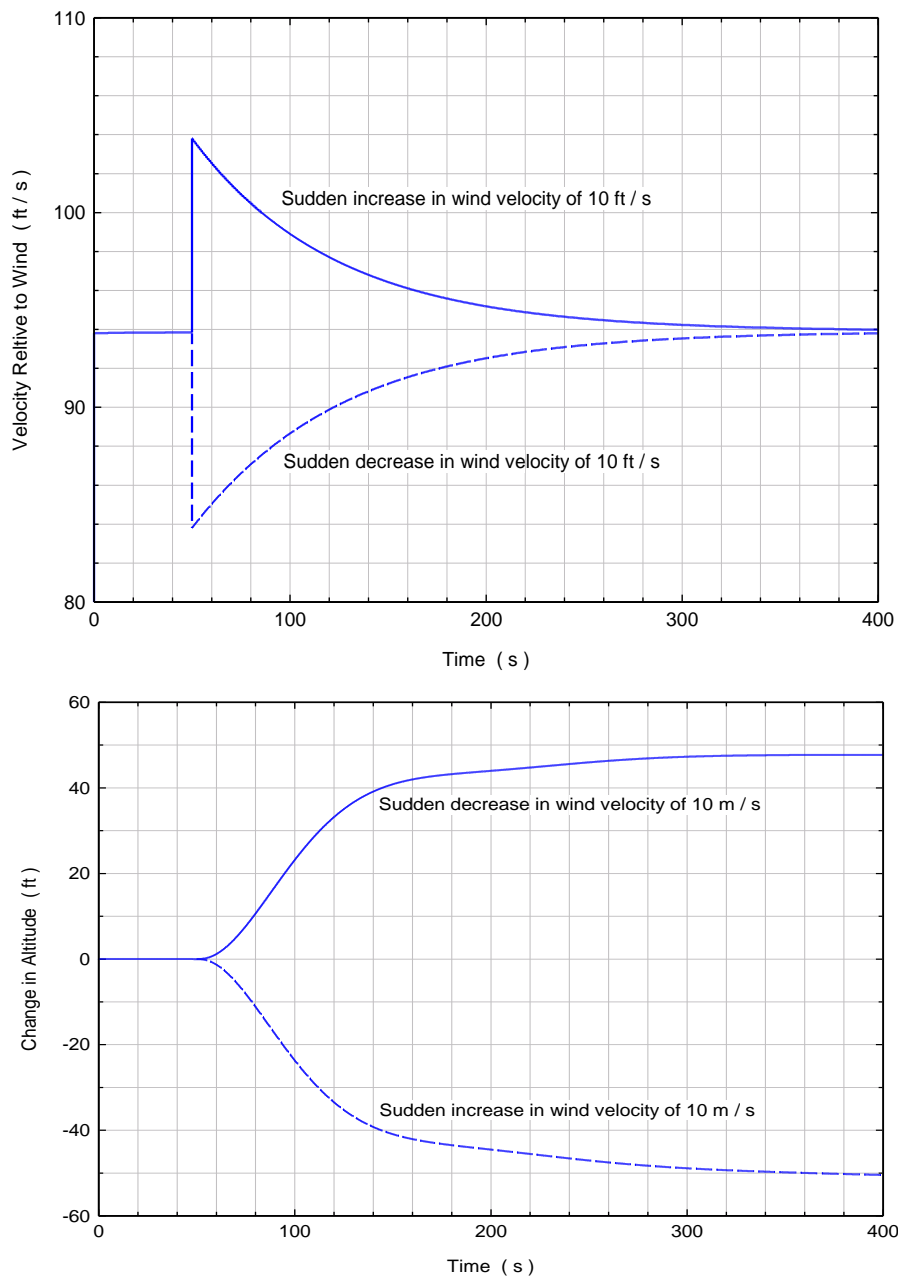 110
100
90
80
Velocity Reltive to Wind ( ft / s )
Sudden increase in wind velocity of 10 ft / s
Sudden decrease in wind velocity of 10 ft / s
0 100 200 300 400
Time ( s )
60
40
20
0
-20
-40
-60
Change in Altitude ( ft )
Sudden decrease in wind velocity of 10 m / s
Sudden increase in wind velocity of 10 m / s
0 100 200 300 400
Time ( s )